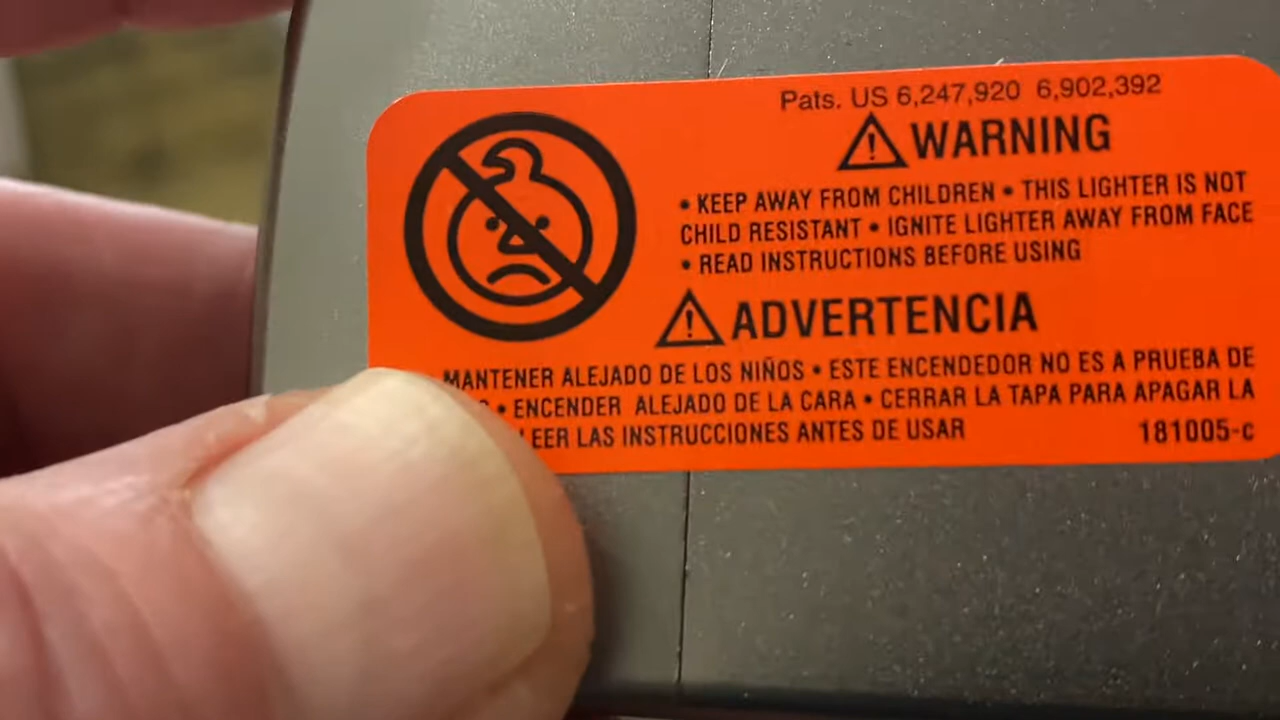 Pats. US 6,247,920 6,902,392
⚠ WARNING
• KEEP AWAY FROM CHILDREN • THIS LIGHTER IS NOT
CHILD RESISTANT • IGNITE LIGHTER AWAY FROM FACE
• READ INSTRUCTIONS BEFORE USING
⚠ ADVERTENCIA
MANTENER ALEJADO DE LOS NIÑOS • ESTE ENCENDEDOR NO ES A PRUEBA DE
• ENCENDER ALEJADO DE LA CARA • CERRAR LA TAPA PARA APAGAR LA
LEER LAS INSTRUCCIONES ANTES DE USAR 181005-c